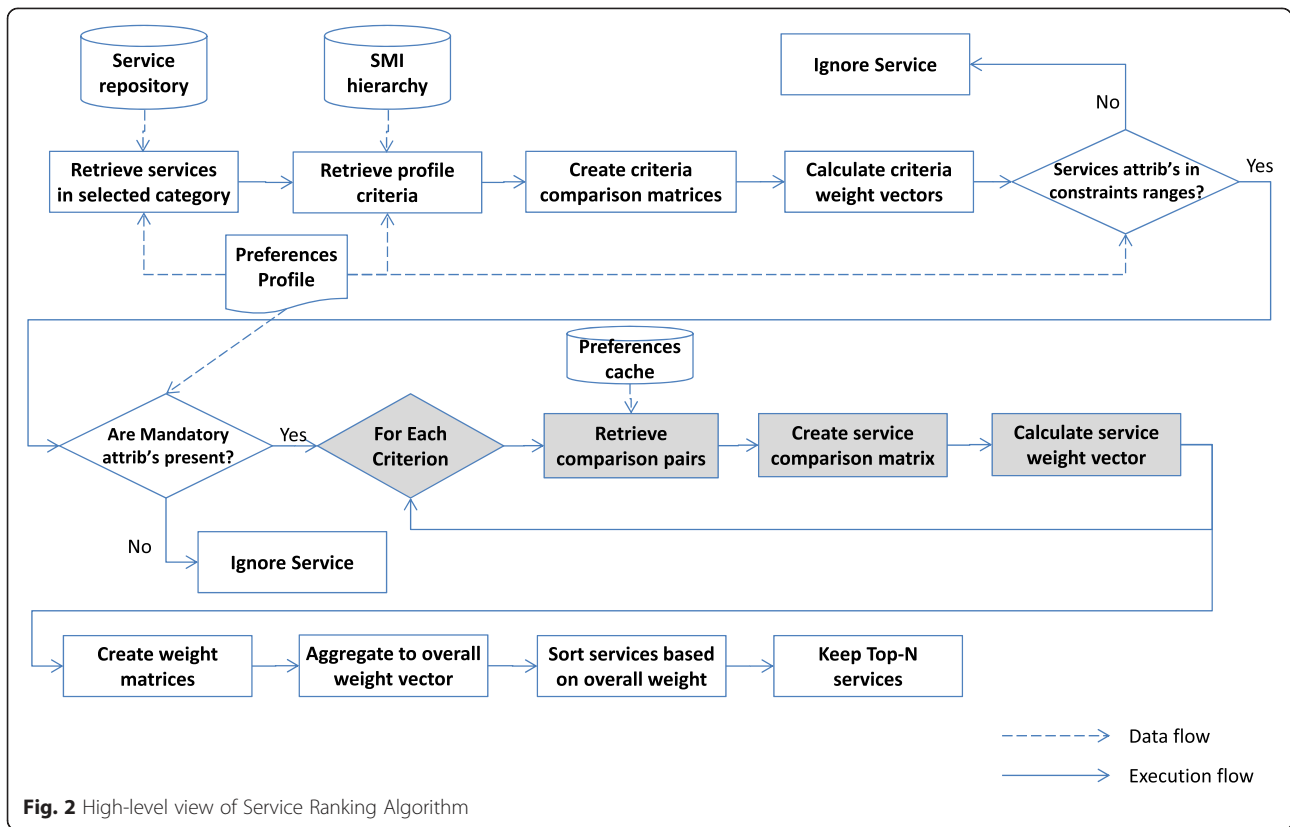 Service
repository
SMI
hierarchy
Ignore Service
No
Retrieve services
in selected category
Retrieve profile
criteria
Create criteria
comparison matrices
Calculate criteria
weight vectors
Services attrib's in
constraints ranges?
Yes
Preferences
Profile
Preferences
cache
Are Mandatory
attrib's present?
Yes
For Each
Criterion
Retrieve
comparison pairs
Create service
comparison matrix
Calculate service
weight vector
No
Ignore Service
Create weight
matrices
Aggregate to overall
weight vector
Sort services based
on overall weight
Keep Top-N
services
Data flow
Execution flow
Fig. 2 High-level view of Service Ranking Algorithm